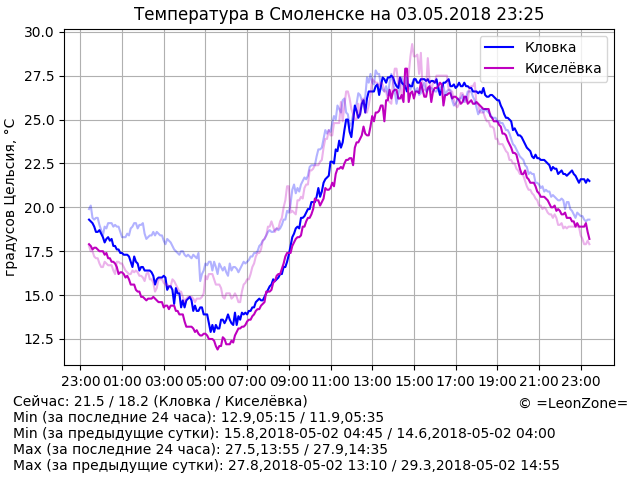 Температура в Смоленске на 03.05.2018 23:25
30.0
27.5
25.0
22.5
20.0
17.5
15.0
12.5
градусов Цельсия, °C
Кловка
Киселёвка
23:00 01:00 03:00 05:00 07:00 09:00 11:00 13:00 15:00 17:00 19:00 21:00 23:00
Сейчас: 21.5 / 18.2 (Кловка / Киселёвка)
© =LeonZone=
Min (за последние 24 часа): 12.9,05:15 / 11.9,05:35
Min (за предыдущие сутки): 15.8,2018-05-02 04:45 / 14.6,2018-05-02 04:00
Max (за последние 24 часа): 27.5,13:55 / 27.9,14:35
Max (за предыдущие сутки): 27.8,2018-05-02 13:10 / 29.3,2018-05-02 14:55